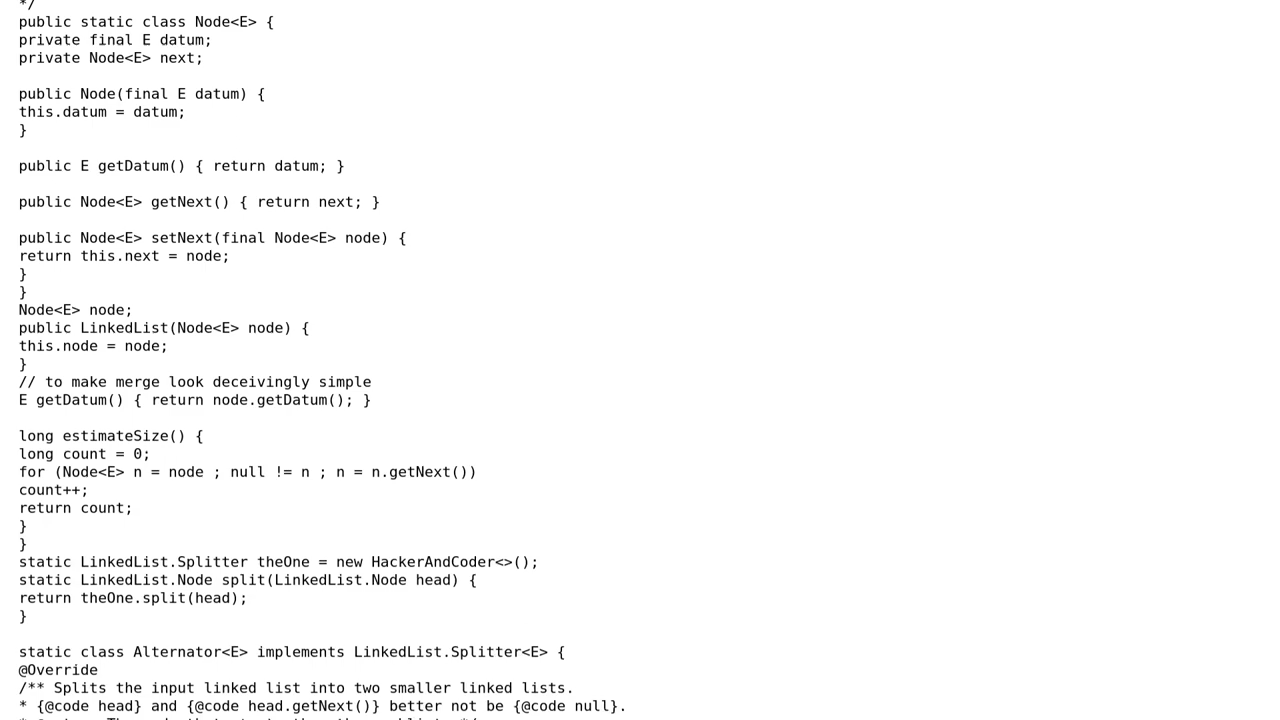 */
public static class Node<E> {
private final E datum;
private Node<E> next;
public Node(final E datum) {
this.datum = datum;
}
public E getDatum() { return datum; }
public Node<E> getNext() { return next; }
public Node<E> setNext(final Node<E> node) {
return this.next = node;
}
}
Node<E> node;
public LinkedList(Node<E> node) {
this.node = node;
}
// to make merge look deceivingly simple
E getDatum() { return node.getDatum(); }
long estimateSize() {
long count = 0;
for (Node<E> n = node ; null != n ; n = n.getNext())
count++;
return count;
}
}
static LinkedList.Splitter theOne = new HackerAndCoder<>();
static LinkedList.Node split(LinkedList.Node head) {
return theOne.split(head);
}
static class Alternator<E> implements LinkedList.Splitter<E> {
@Override
/** Splits the input linked list into two smaller linked lists.
* {@code head} and {@code head.getNext()} better not be {@code null}.